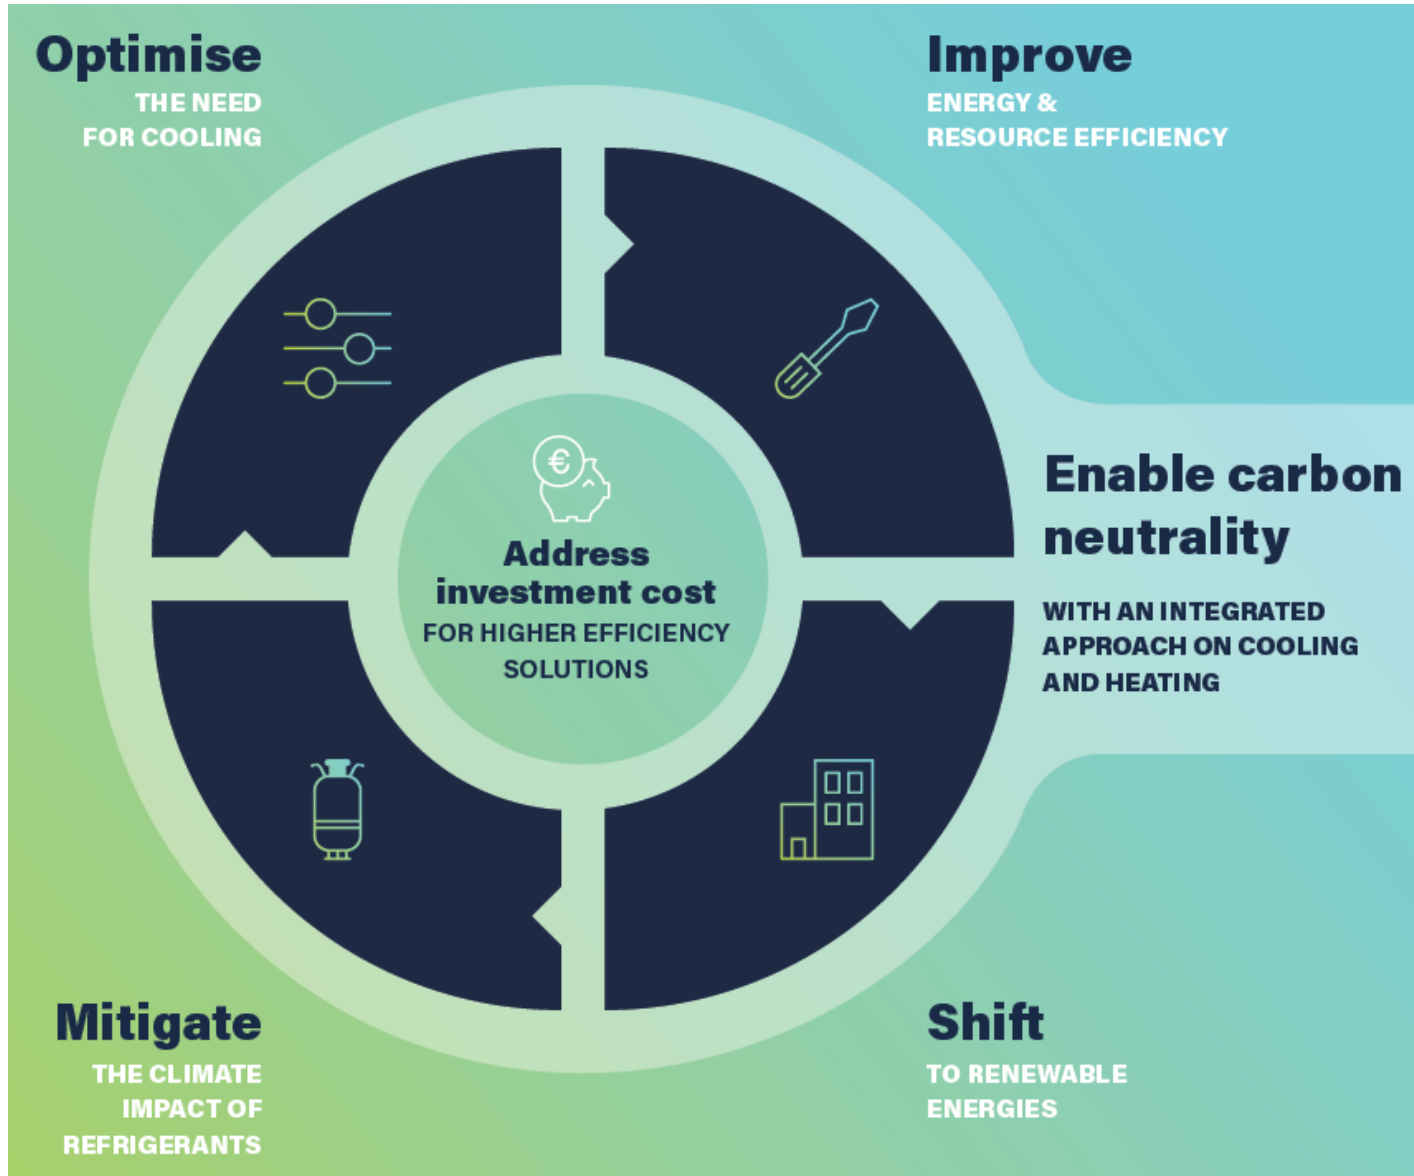 Optimise
THE NEED
FOR COOLING
Improve
ENERGY &
RESOURCE EFFICIENCY
€
Address
investment cost
FOR HIGHER EFFICIENCY
SOLUTIONS
Enable carbon
neutrality
WITH AN INTEGRATED
APPROACH ON COOLING
AND HEATING
Mitigate
THE CLIMATE
IMPACT OF
REFRIGERANTS
Shift
TO RENEWABLE
ENERGIES